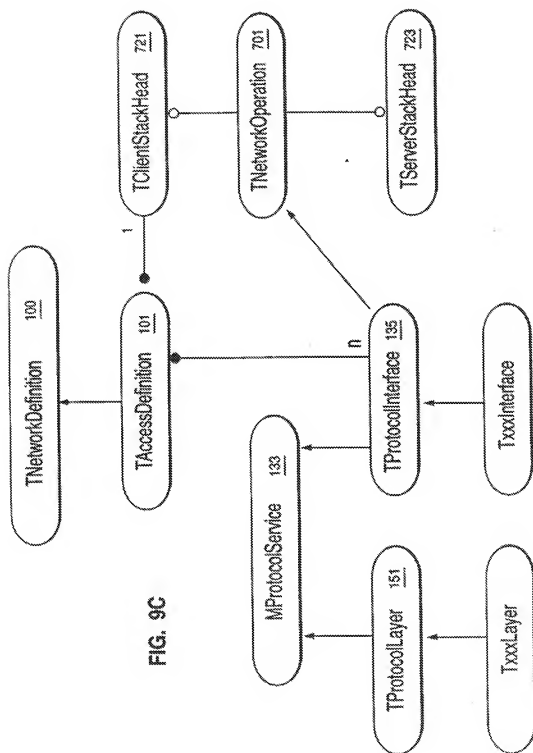 TNetworkDefinition 100
TAccessDefinition 101
1
TClientStackHead 721
TNetworkOperation 701
TServerStackHead 723
n
MProtocolService 133
TProtocolInterface 135
TProtocolLayer 151
TxxxInterface
TxxxLayer
FIG. 9C